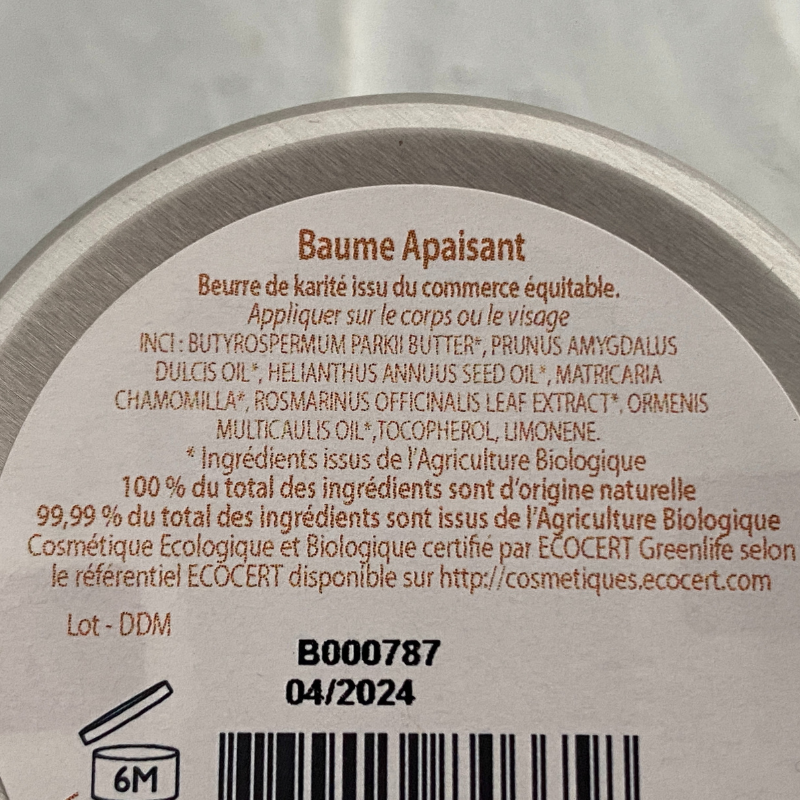 Baume Apaisant
Beurre de karité issu du commerce équitable.
Appliquer sur le corps ou le visage
INCI : BUTYROSPERMUM PARKII BUTTER*, PRUNUS AMYGDALUS
DULCIS OIL*, HELIANTHUS ANNUUS SEED OIL*, MATRICARIA
CHAMOMILLA*, ROSMARINUS OFFICINALIS LEAF EXTRACT*, ORMENIS
MULTICAULIS OIL*,TOCOPHEROL, LIMONENE.
* Ingrédients issus de l'Agriculture Biologique
100 % du total des ingrédients sont d'origine naturelle
99,99 % du total des ingrédients sont issus de l'Agriculture Biologique
Cosmétique Ecologique et Biologique certifié par ECOCERT Greenlife selon
le référentiel ECOCERT disponible sur http://cosmetiques.ecocert.com
Lot - DDM
B000787
04/2024
6M